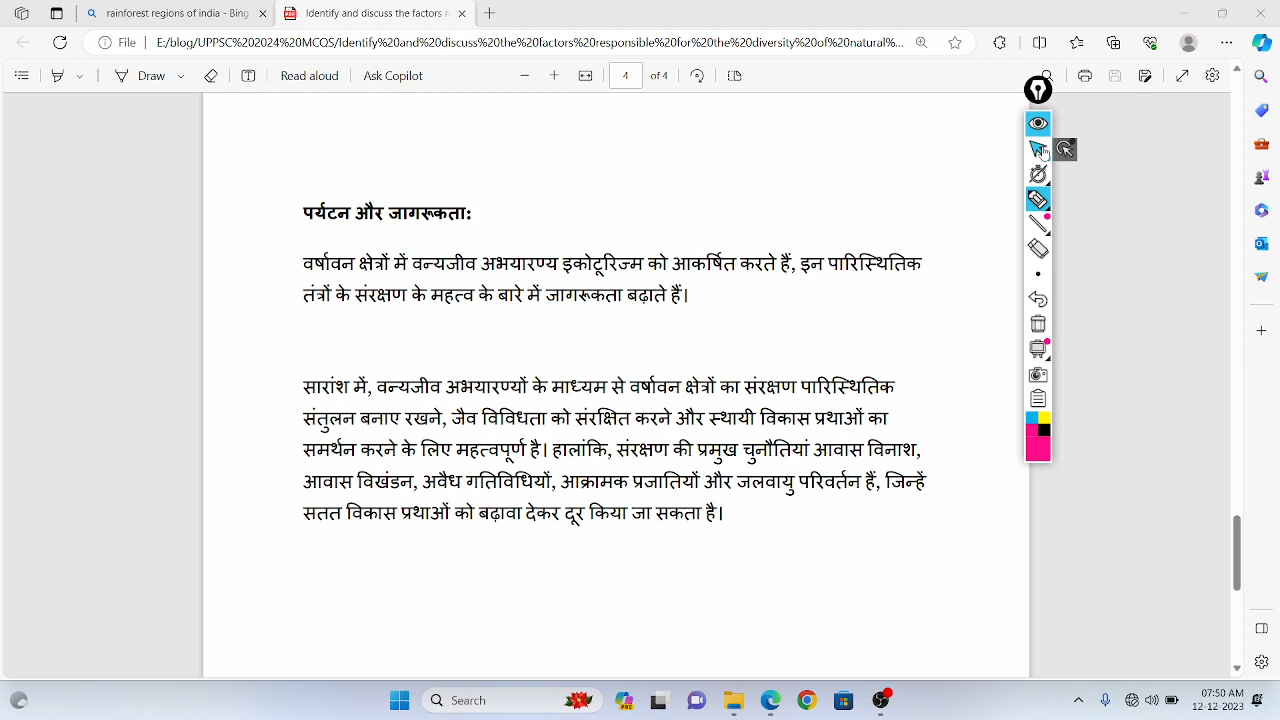 rainforest regions of india - Bing
Identify and discuss the factors r
File
E:/blog/UPPSC%202024%20MCQS/Identify%20and%20discuss%20the%20factors%20responsible%20for%20the%20diversity%20of%20natural%...
Draw
Read aloud
Ask Copilot
4 of 4
पर्यटन और जागरूकता:
वर्षावन क्षेत्रों में वन्यजीव अभयारण्य इकोटूरिज्म को आकर्षित करते हैं, इन पारिस्थितिक
तंत्रों के संरक्षण के महत्व के बारे में जागरूकता बढ़ाते हैं।
सारांश में, वन्यजीव अभयारण्यों के माध्यम से वर्षावन क्षेत्रों का संरक्षण पारिस्थितिक
संतुलन बनाए रखने, जैव विविधता को संरक्षित करने और स्थायी विकास प्रथाओं का
समर्थन करने के लिए महत्वपूर्ण है। हालांकि, संरक्षण की प्रमुख चुनौतियां आवास विनाश,
आवास विखंडन, अवैध गतिविधियों, आक्रामक प्रजातियों और जलवायु परिवर्तन हैं, जिन्हें
सतत विकास प्रथाओं को बढ़ावा देकर दूर किया जा सकता है।
Search
PRE
07:50 AM
12-12-2023